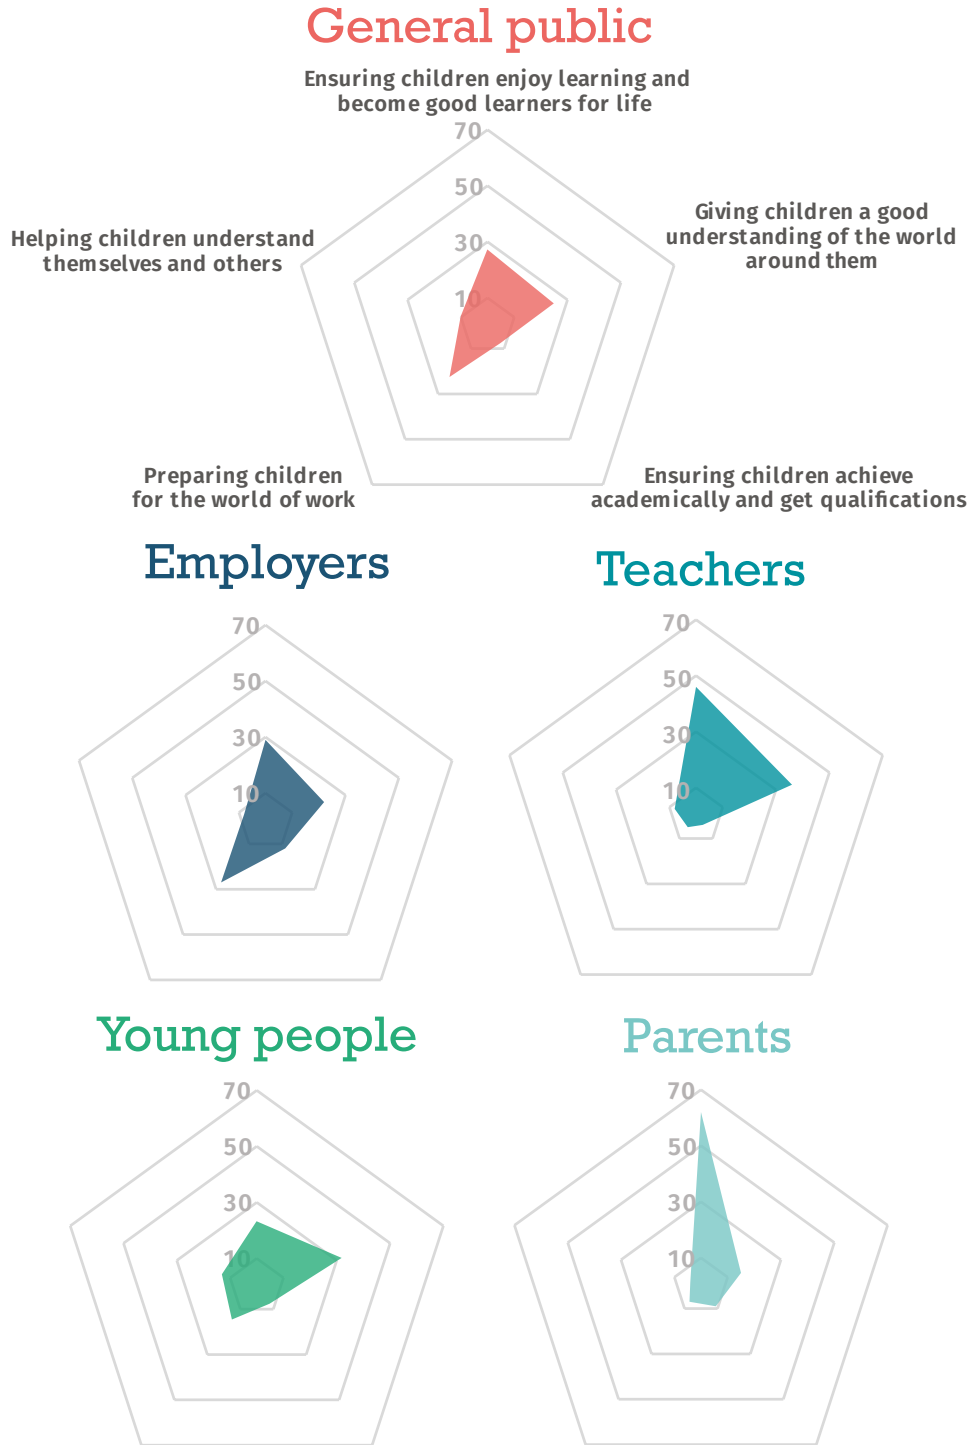 General public
Ensuring children enjoy learning and
become good learners for life
70
50
30
10
Giving children a good
understanding of the world
around them
Helping children understand
themselves and others
Preparing children
for the world of work
Ensuring children achieve
academically and get qualifications
Employers
70
50
30
10
Teachers
70
50
30
10
Young people
70
50
30
10
Parents
70
50
30
10